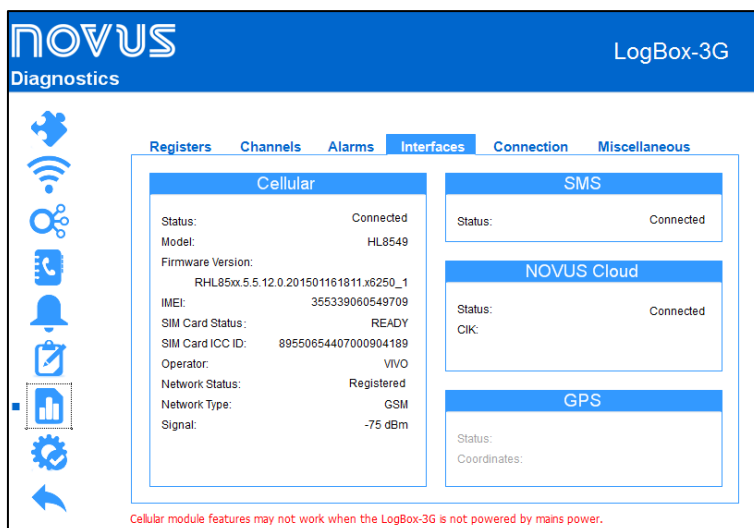 NOVUS
LogBox-3G
Diagnostics
Registers Channels Alarms Interfaces Connection Miscellaneous
Cellular
Status: Connected
Model: HL8549
Firmware Version:
RHL85xx.5.5.12.0.201501161811.x6250_1
IMEI: 355339060549709
SIM Card Status: READY
SIM Card ICC ID: 89550654407000904189
Operator: VIVO
Network Status: Registered
Network Type: GSM
Signal: -75 dBm
SMS
Status: Connected
NOVUS Cloud
Status: Connected
CIK:
GPS
Status:
Coordinates:
Cellular module features may not work when the LogBox-3G is not powered by mains power.